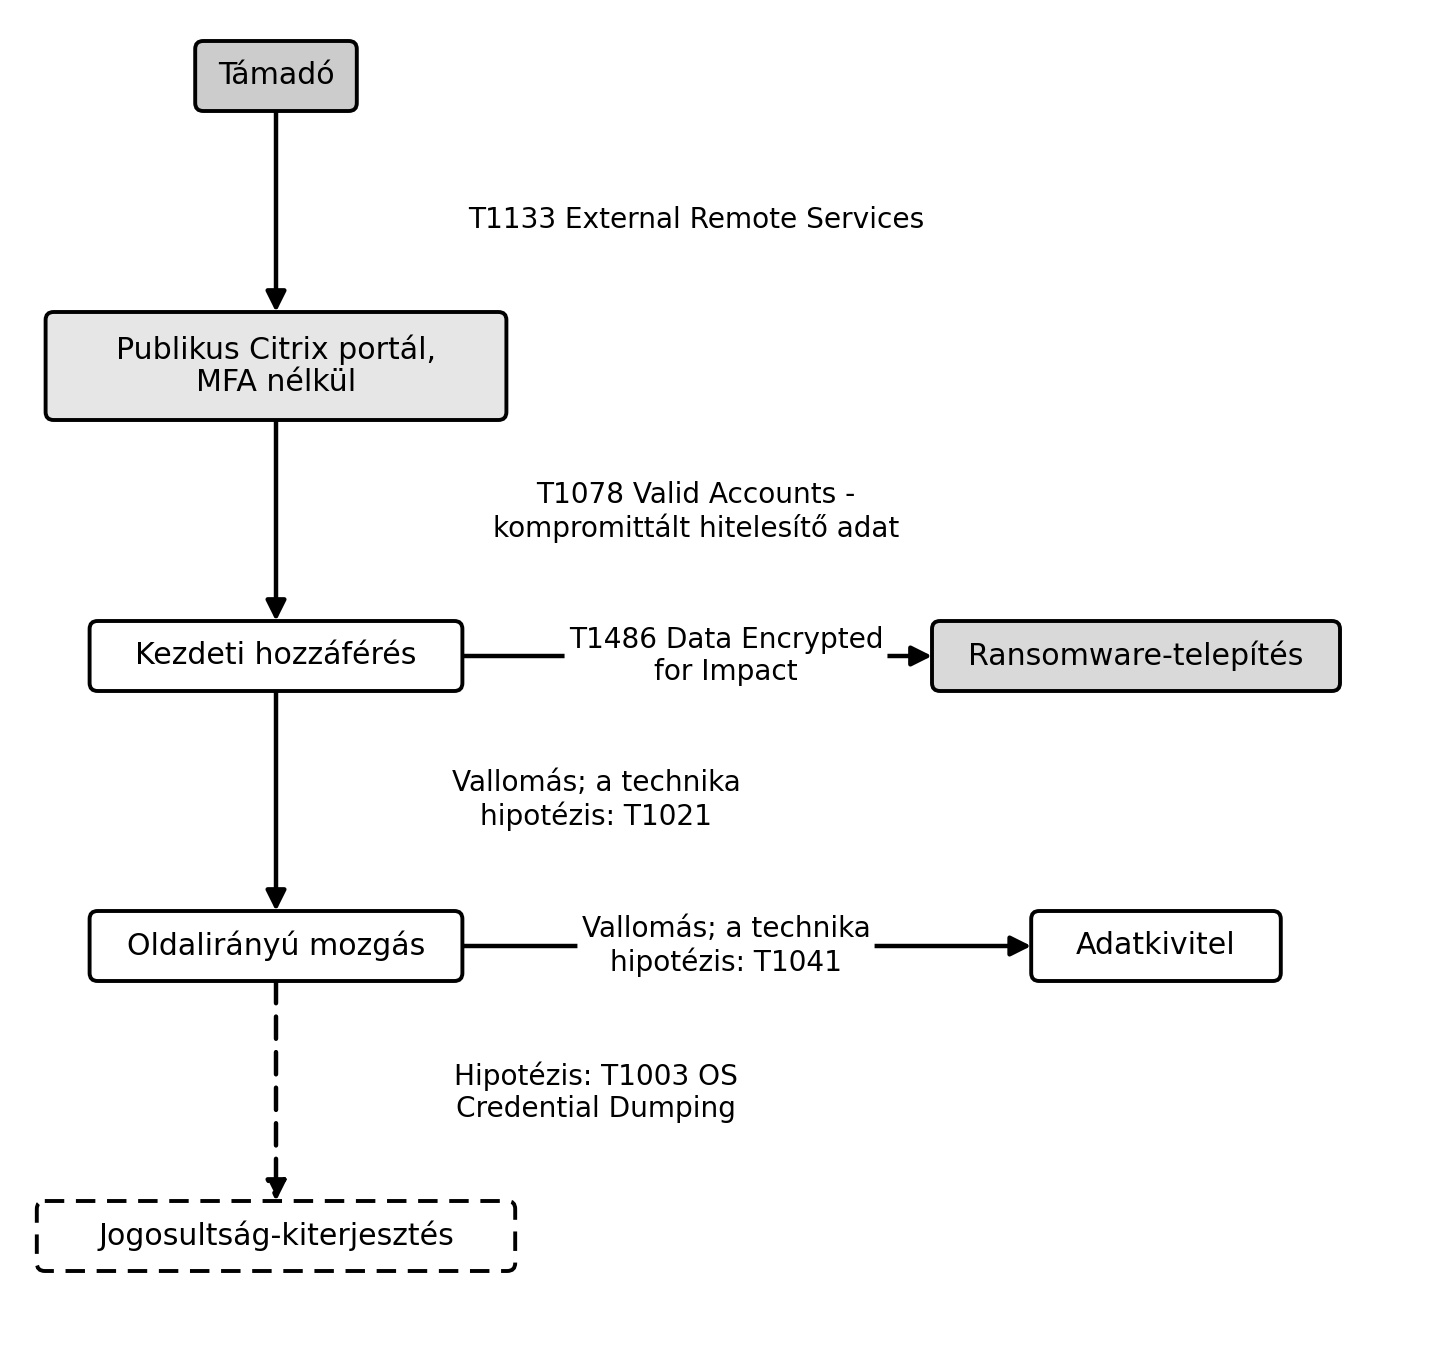 Támadó
T1133 External Remote Services
Publikus Citrix portál,
MFA nélkül
T1078 Valid Accounts -
kompromittált hitelesítő adat
Kezdeti hozzáférés
T1486 Data Encrypted
for Impact
Ransomware-telepítés
Vallomás; a technika
hipotézis: T1021
Oldalirányú mozgás
Vallomás; a technika
hipotézis: T1041
Adatkivitel
Hipotézis: T1003 OS
Credential Dumping
Jogosultság-kiterjesztés